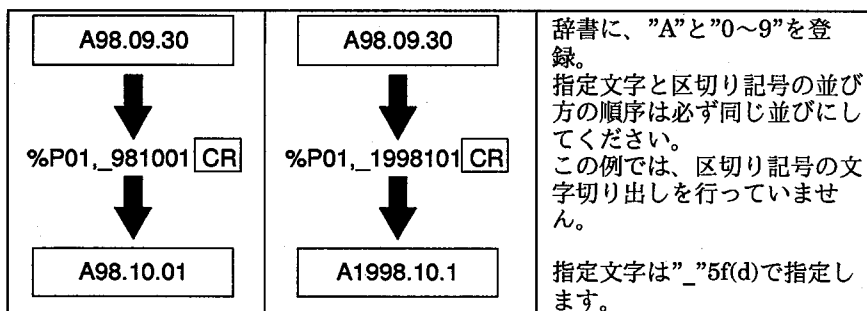 A98.09.30
%P01,_981001 CR
A98.10.01
A98.09.30
%P01,_1998101 CR
A1998.10.1
辞書に、”A”と”0～9”を登
録。
指定文字と区切り記号の並び
方の順序は必ず同じ並びにし
てください。
この例では、区切り記号の文
字切り出しを行っていませ
ん。
指定文字は”_”5f(d)で指定し
ます。